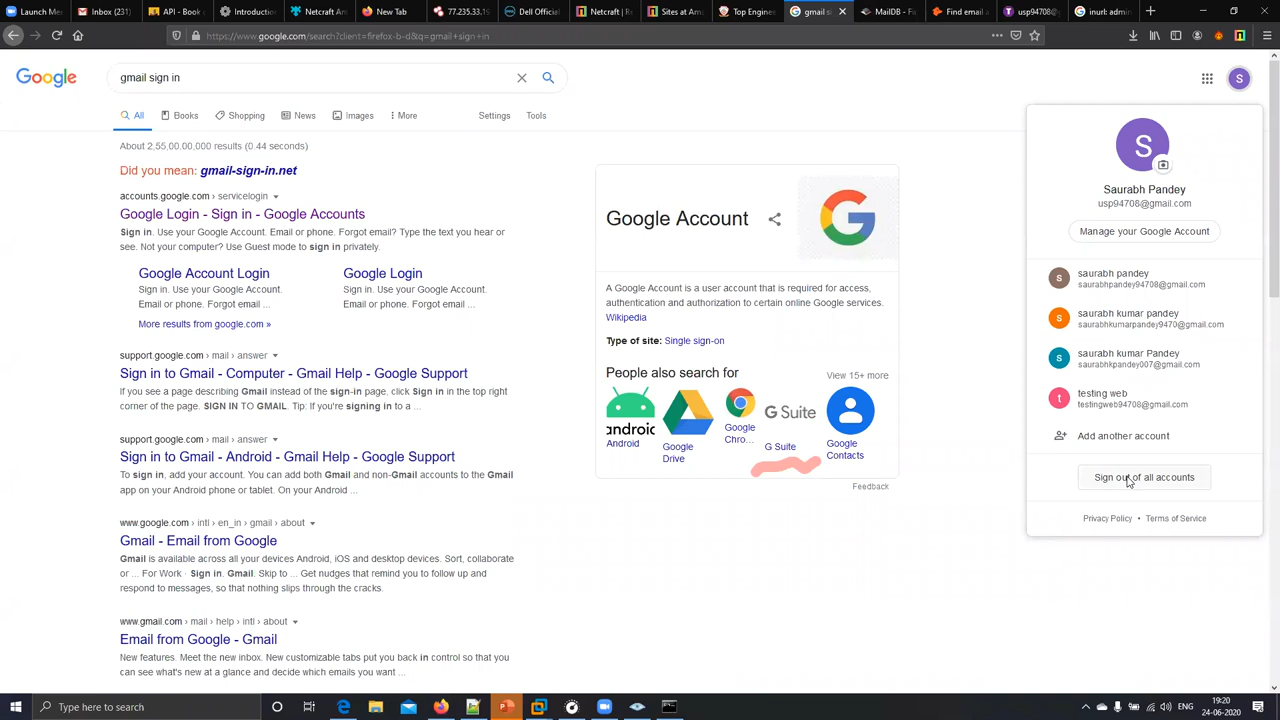 Inbox (31
API - Book c
Introduction
Netcraft An
New Tab
77.235.33.19
Dell Official
Netcraft | Re
Sites at Am
Top Engine
gmail si
MailDB - Fir
Find email a
usp94708@
inurb admin
https://www.google.com/search?client=firefox-b-d&q=gmail+sign+in
Google
gmail sign in
S
All
Books
Shopping
News
Images
More
Settings
Tools
About 2,55,00,00,000 results (0.44 seconds)
Did you mean: gmail-sign-in.net
accounts.google.com › servicelogin
Google Login - Sign in - Google Accounts
Sign in. Use your Google Account. Email or phone. Forgot email? Type the text you hear or
see. Not your computer? Use Guest mode to sign in privately.
Google Account Login
Sign in. Use your Google Account.
Email or phone. Forgot email ...
Google Login
Sign in. Use your Google Account.
Email or phone. Forgot email ...
More results from google.com »
support.google.com › mail › answer
Sign in to Gmail - Computer - Gmail Help - Google Support
If you see a page describing Gmail instead of the sign-in page, click Sign in in the top right
corner of the page. SIGN IN TO GMAIL. Tip: If you're signing in to a ...
support.google.com › mail › answer
Sign in to Gmail - Android - Gmail Help - Google Support
To sign in, add your account. You can add both Gmail and non-Gmail accounts to the Gmail
app on your Android phone or tablet. On your Android ...
www.google.com › intl › en_in › gmail › about
Gmail - Email from Google
Gmail is available across all your devices Android, iOS and desktop devices. Sort, collaborate
or ... For Work · Sign in. Gmail. Skip to ... Get nudges that remind you to follow up and
respond to messages, so that nothing slips through the cracks.
www.gmail.com › mail › help › intl › about
Email from Google - Gmail
New features. Meet the new inbox. New customizable tabs put you back in control so that you
can see what's new at a glance and decide which emails you want ...
Google Account
G
A Google Account is a user account that is required for access,
authentication and authorization to certain online Google services.
Wikipedia
Type of site: Single sign-on
People also search for
View 15+ more
android
Android
Google
Drive
Google
Chro...
G Suite
G Suite
Google
Contacts
Feedback
S
Saurabh Pandey
usp94708@gmail.com
Manage your Google Account
s
saurabh pandey
saurabhpandey94708@gmail.com
s
saurabh kumar pandey
saurabhkumarpandey9470@gmail.com
s
saurabh kumar Pandey
saurabhkpandey007@gmail.com
t
testing web
testingweb94708@gmail.com
Add another account
Sign out of all accounts
Privacy Policy • Terms of Service
Type here to search
ENG
19:20
24-06-2020